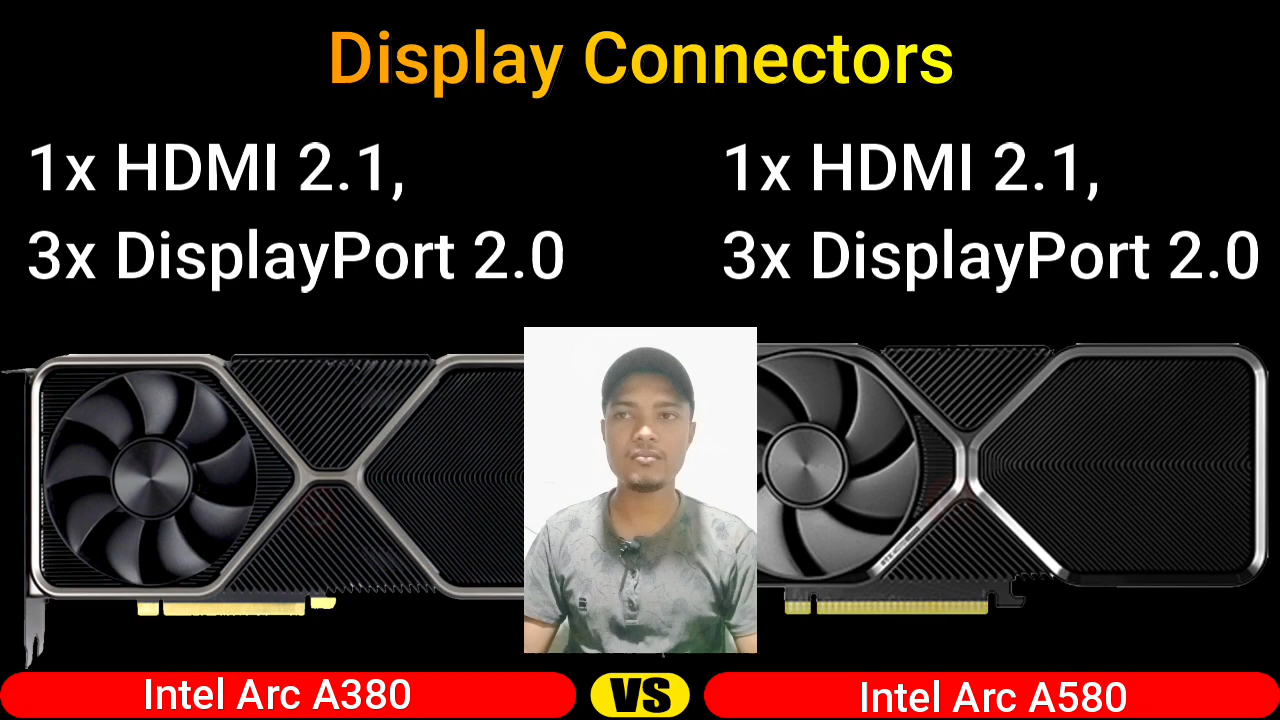 Display Connectors
1x HDMI 2.1,
3x DisplayPort 2.0
1x HDMI 2.1,
3x DisplayPort 2.0
Intel Arc A380
VS
Intel Arc A580